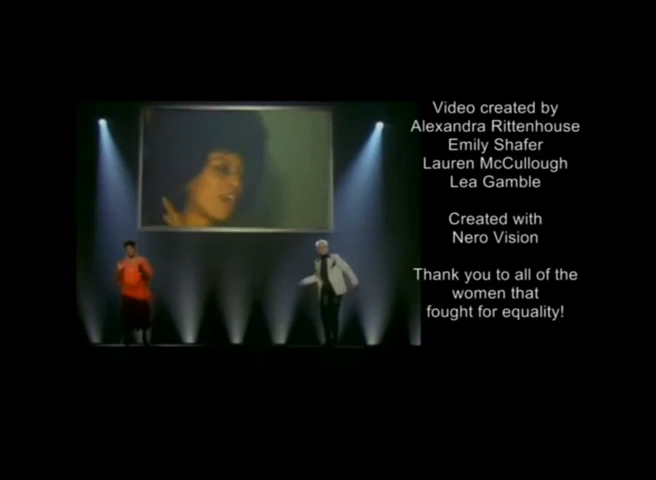 Video created by
Alexandra Rittenhouse
Emily Shafer
Lauren McCullough
Lea Gamble
Created with
Nero Vision
Thank you to all of the
women that
fought for equality!